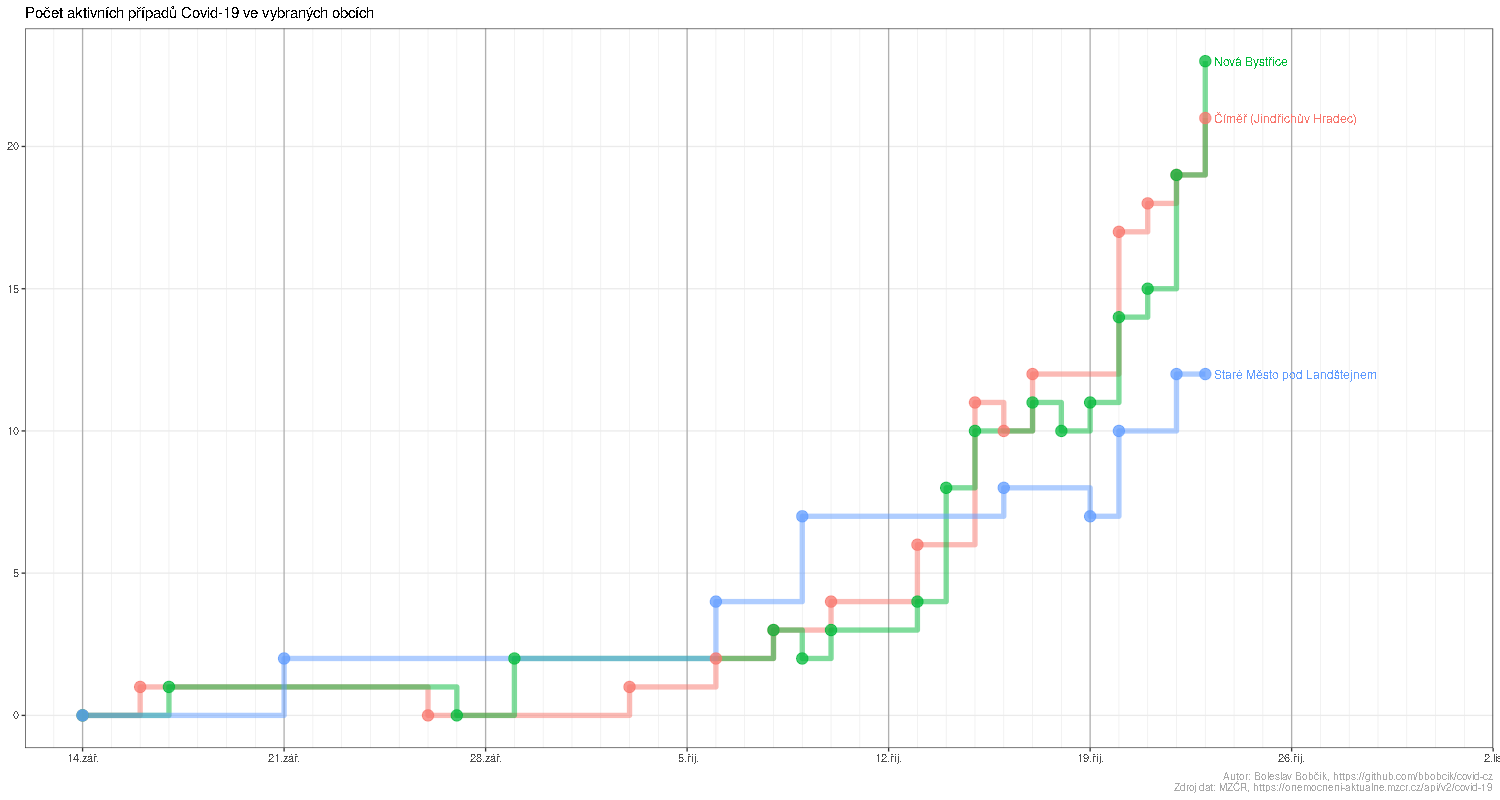 Počet aktivních případů Covid-19 ve vybraných obcích
Nová Bystřice
Číměř (Jindřichův Hradec)
20
15
Staré Město pod Landštejnem
10
5
0
14.zář. 21.zář. 28.zář. 5.říj. 12.říj. 19.říj. 26.říj. 2.lis
Autor: Boleslav Bobčík, https://github.com/bbobcik/covid-cz
Zdroj dat: MZČR, https://onemocneni-aktualne.mzcr.cz/api/v2/covid-19